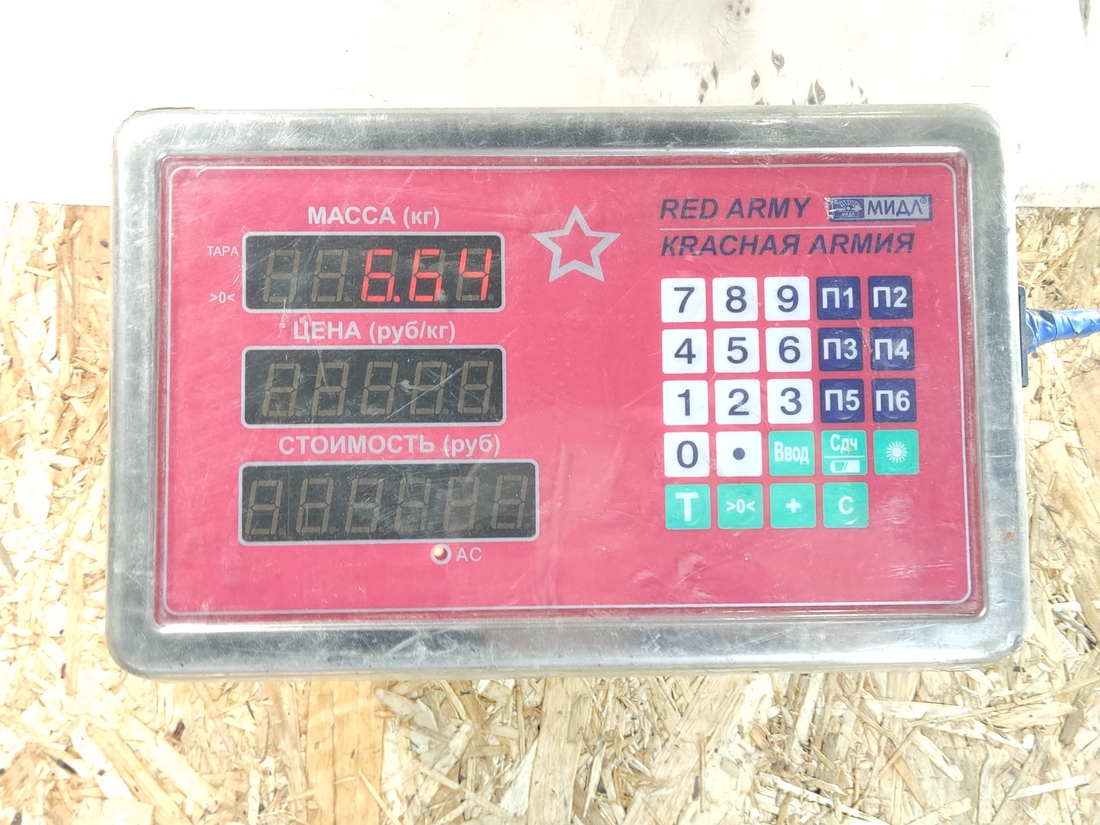 МАССА (кг)
ТАРА
6.64
>0<
ЦЕНА (руб/кг)
СТОИМОСТЬ (руб)
AC
RED ARMY МИДЛ®
КRАСНАЯ АRМИЯ
7 8 9 П1 П2
4 5 6 П3 П4
1 2 3 П5 П6
0 • Ввод Сдч
T >0< + C